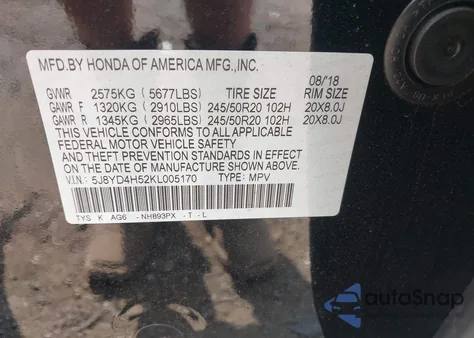 MFD.BY HONDA OF AMERICA MFG.,INC.
08/'18
GVWR 2575KG ( 5677LBS) TIRE SIZE RIM SIZE
GAWR F 1320KG ( 2910LBS) 245/50R20 102H 20X8.0J
GAWR R 1345KG ( 2965LBS) 245/50R20 102H 20X8.0J
THIS VEHICLE CONFORMS TO ALL APPLICABLE
FEDERAL MOTOR VEHICLE SAFETY
AND THEFT PREVENTION STANDARDS IN EFFECT
ON THE DATE OF MANUFACTURE SHOWN ABOVE.
V.I.N: 5J8YD4H52KL005170 TYPE: MPV
TYS K AG6 -NH893PX -T -L
autoSnap